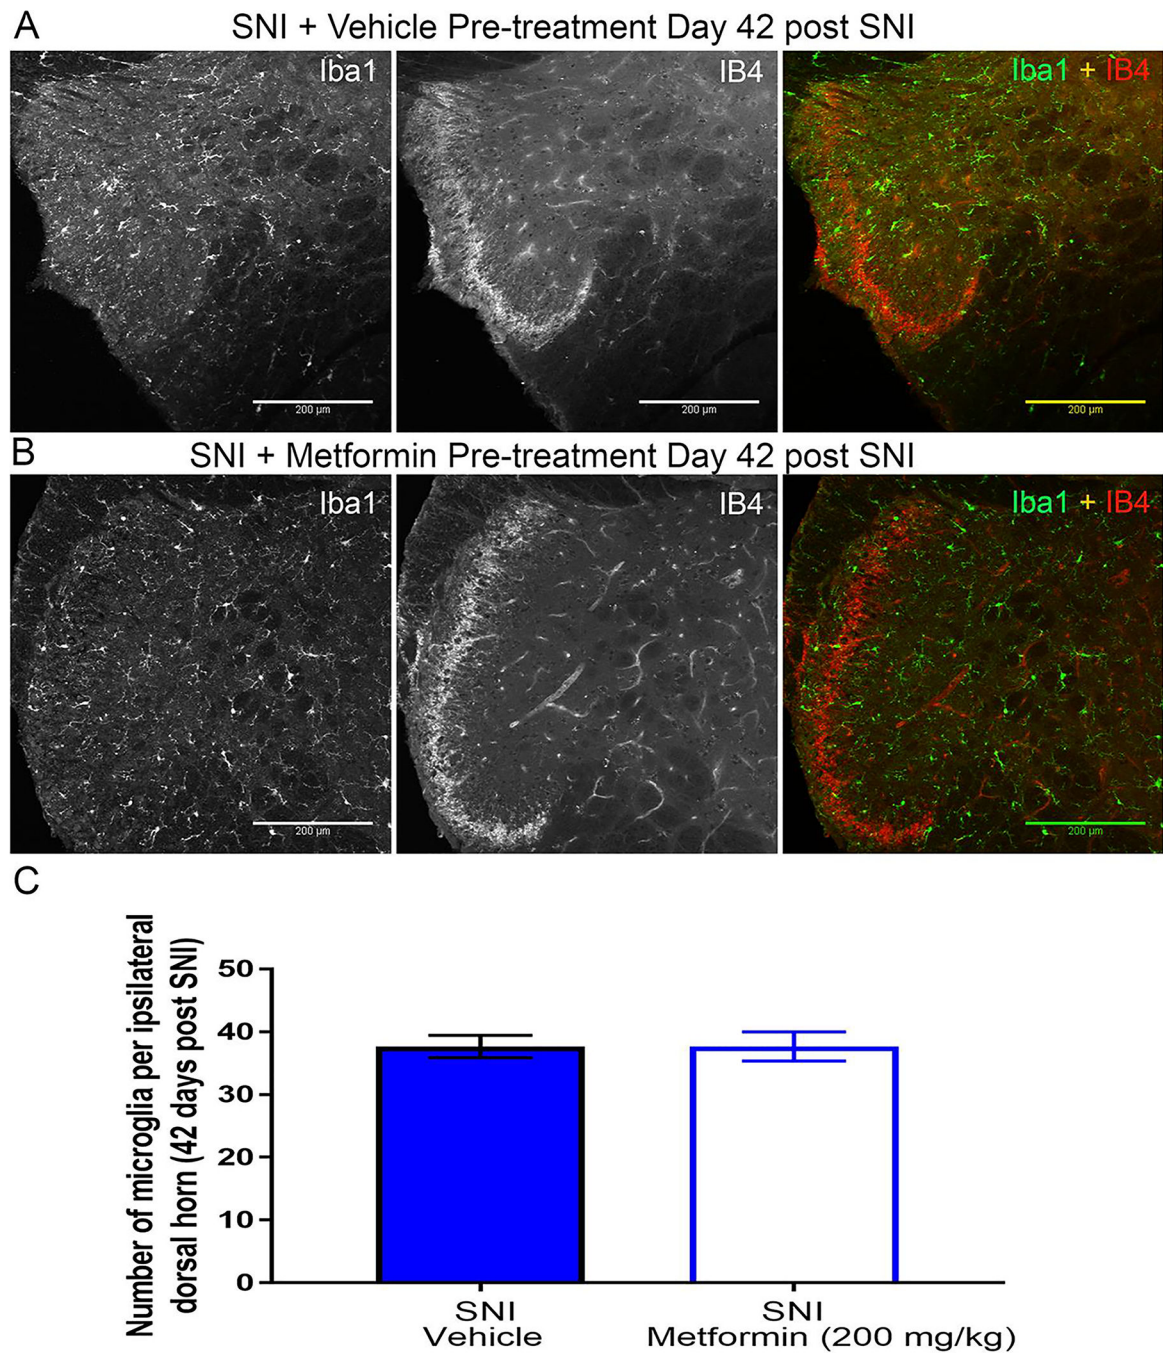 A
SNI + Vehicle Pre-treatment Day 42 post SNI
Iba1
IB4
Iba1 + IB4
200 µm
200 µm
200 µm
B
SNI + Metformin Pre-treatment Day 42 post SNI
Iba1
IB4
Iba1 + IB4
200 µm
200 µm
C
Number of microglia per ipsilateral
dorsal horn (42 days post SNI)
50
40
30
20
10
0
SNI
Vehicle
SNI
Metformin (200 mg/kg)